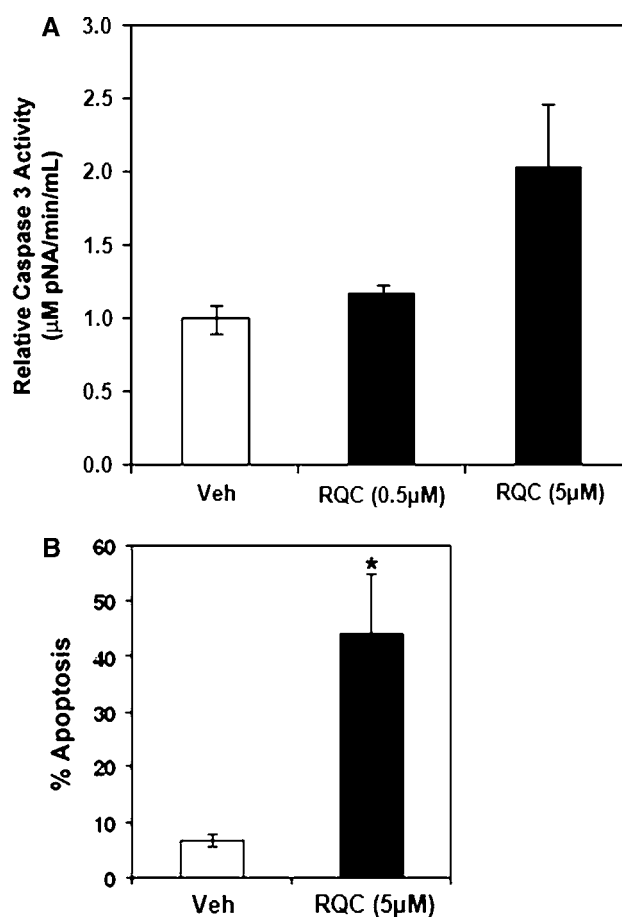 A
Relative Caspase 3 Activity
(µM pNA/min/mL)
3.0
2.5
2.0
1.5
1.0
0.5
0.0
Veh
RQC (0.5µM)
RQC (5µM)
B
% Apoptosis
60
50
40
30
20
10
0
*
Veh
RQC (5µM)